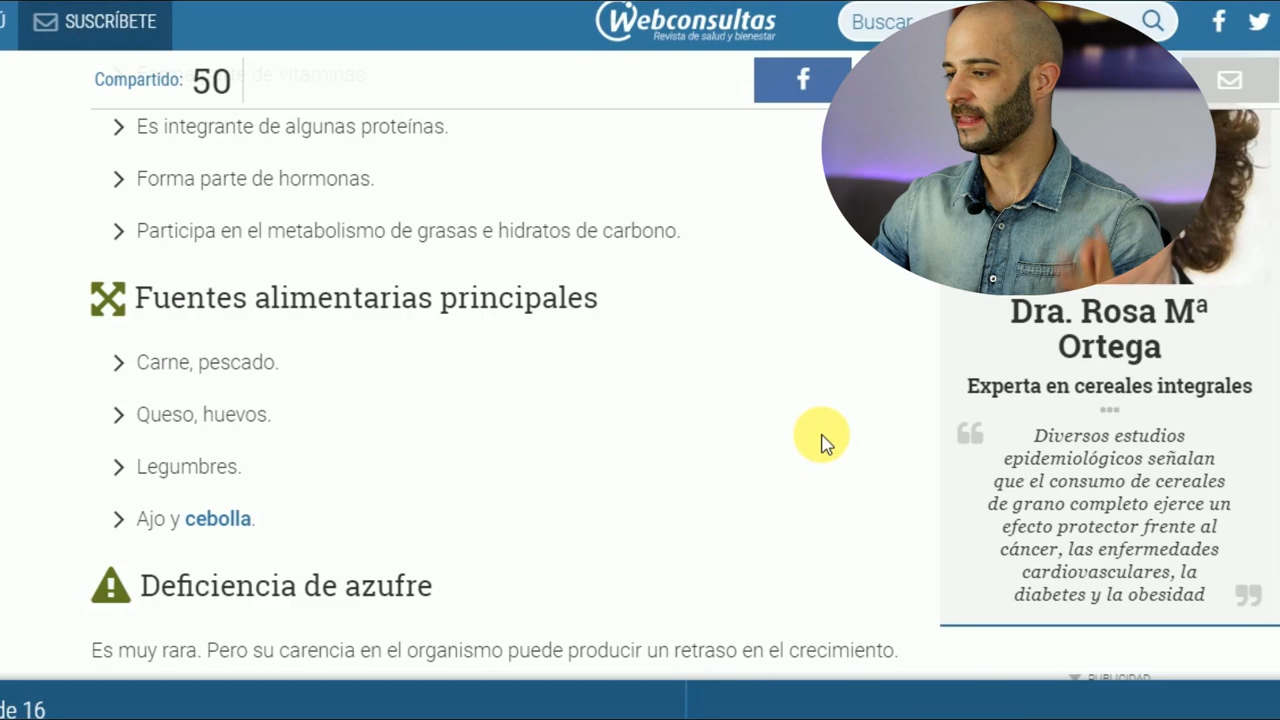 SUSCRÍBETE
Webconsultas
Revista de salud y bienestar
Buscar
Compartido: 50
de vitaminas
Es integrante de algunas proteínas.
Forma parte de hormonas.
Participa en el metabolismo de grasas e hidratos de carbono.
Fuentes alimentarias principales
Carne, pescado.
Queso, huevos.
Legumbres.
Ajo y cebolla.
Deficiencia de azufre
Es muy rara. Pero su carencia en el organismo puede producir un retraso en el crecimiento.
Dra. Rosa Mª
Ortega
Experta en cereales integrales
Diversos estudios
epidemiológicos señalan
que el consumo de cereales
de grano completo ejerce un
efecto protector frente al
cáncer, las enfermedades
cardiovasculares, la
diabetes y la obesidad
PUBLICIDAD
de 16